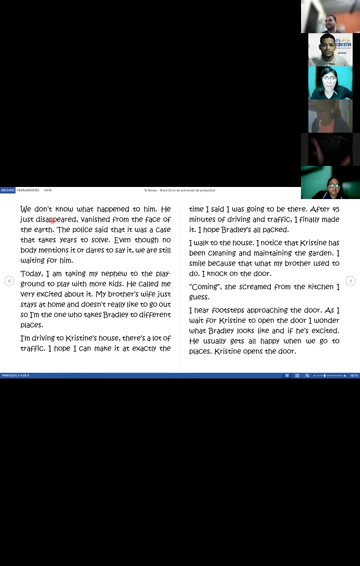 ARCHIVO HERRAMIENTAS VISTA
We don't know what happened to him. He
just disappeared, vanished from the face of
the earth. The police said that it was a case
that takes years to solve. Even though no
body mentions it or dares to say it, we are still
waiting for him.
Today, I am taking my nephew to the play-
ground to play with more kids. He called me
very excited about it. My brother's wife just
stays at home and doesn't really like to go out
so I'm the one who takes Bradley to different
places.
I'm driving to Kristine's house, there's a lot of
traffic. I hope I can make it at exactly the
time I said I was going to be there. After 45
minutes of driving and traffic, I finally made
it. I hope Bradley's all packed.
I walk to the house. I notice that Kristine has
been cleaning and maintaining the garden. I
smile because that what my brother used to
do. I knock on the door.
"Coming", she screamed from the kitchen I
guess.
I hear footsteps approaching the door. As I
wait for Kristine to open the door I wonder
what Bradley looks like and if he's excited.
He usually gets all happy when we go to
places. Kristine opens the door.